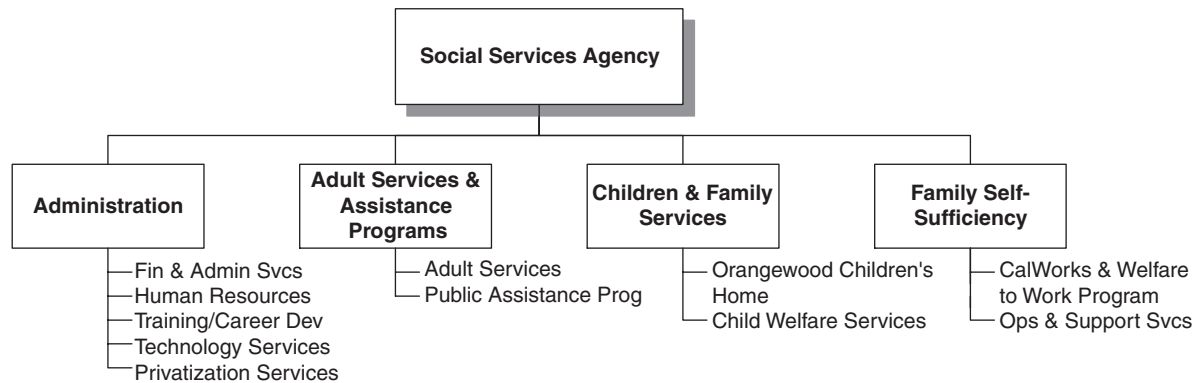 Social Services Agency
Administration
Fin & Admin Svcs
Human Resources
Training/Career Dev
Technology Services
Privatization Services
Adult Services &
Assistance
Programs
Adult Services
Public Assistance Prog
Children & Family
Services
Orangewood Children's
Home
Child Welfare Services
Family Self-
Sufficiency
CalWorks & Welfare
to Work Program
Ops & Support Svcs